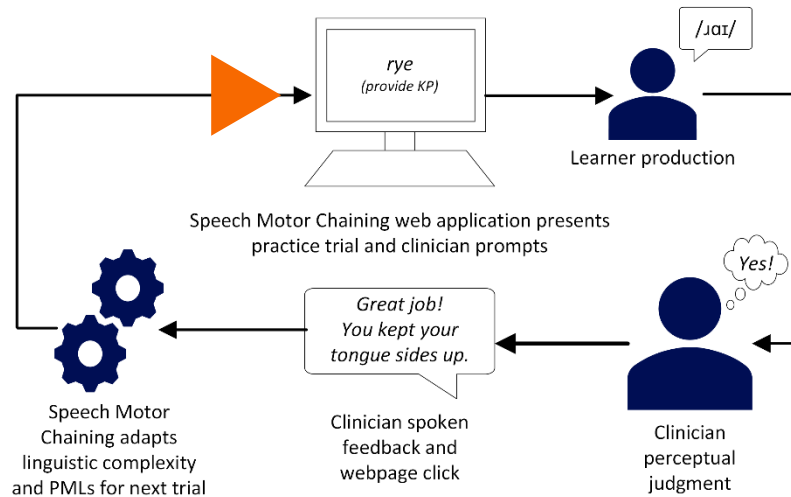 rye
(provide KP)
/ɹɑɪ/
Learner production
Speech Motor Chaining web application presents
practice trial and clinician prompts
Yes!
Great job!
You kept your
tongue sides up.
Speech Motor
Chaining adapts
linguistic complexity
and PMLs for next trial
Clinician spoken
feedback and
webpage click
Clinician
perceptual
judgment